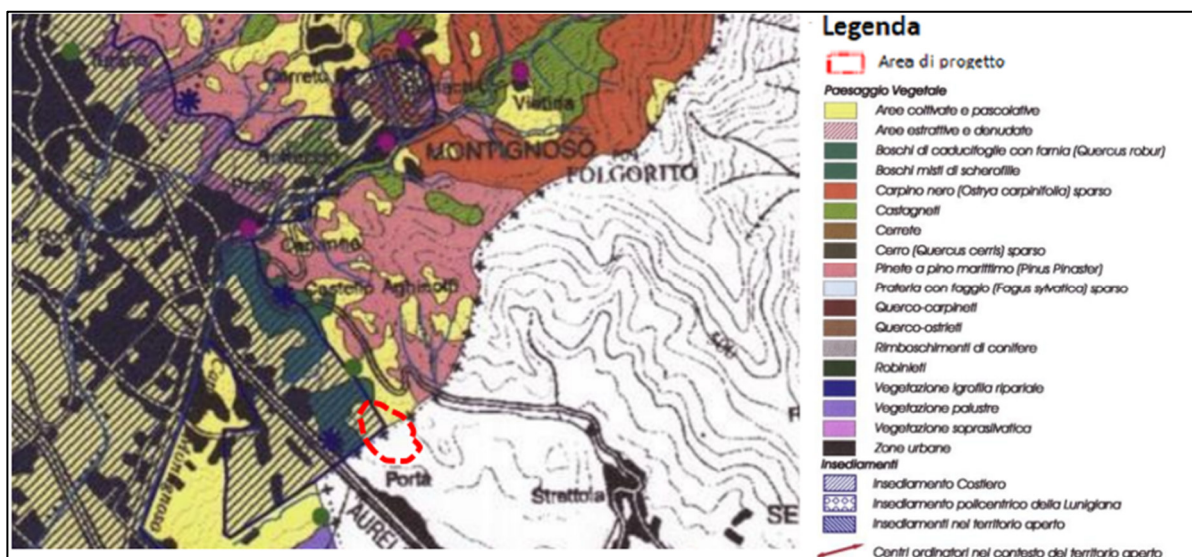 Cerreto
Vietina
MONTIGNOSO
FOLGORITO
Capanne
Castello Aghinolfi
Porta
Strettoia
AUREL
SE
Legenda
Area di progetto
Paesaggio Vegetale
Aree coltivate e pascolative
Aree estrattive e denudate
Boschi di caducifoglie con farnia (Quercus robur)
Boschi misti di scherofille
Carpino nero (Ostrya carpinifolia) sparso
Castagneti
Cerrete
Cerro (Quercus cerris) sparso
Pinete a pino marittimo (Pinus Pinaster)
Prateria con faggio (Fagus sylvatica) sparso
Querco-carpineti
Querco-ostrieti
Rimboschimenti di conifere
Robinieti
Vegetazione igrofila ripariale
Vegetazione palustre
Vegetazione soprasilvatica
Zone urbane
Insediamenti
Insediamento Costiero
Insediamento policentrico della Lunigiana
Insediamenti nel territorio aperto
Centri ordinatori nel contesto del territorio aperto